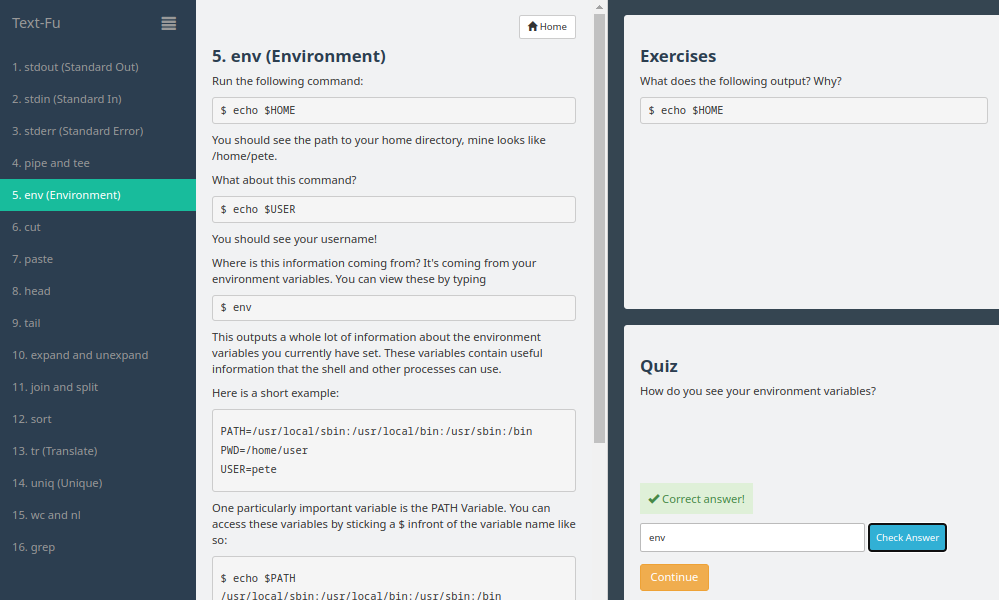 Text-Fu
1. stdout (Standard Out)
2. stdin (Standard In)
3. stderr (Standard Error)
4. pipe and tee
5. env (Environment)
6. cut
7. paste
8. head
9. tail
10. expand and unexpand
11. join and split
12. sort
13. tr (Translate)
14. uniq (Unique)
15. wc and nl
16. grep
Home
5. env (Environment)
Run the following command:
$ echo $HOME
You should see the path to your home directory, mine looks like
/home/pete.
What about this command?
$ echo $USER
You should see your username!
Where is this information coming from? It's coming from your
environment variables. You can view these by typing
$ env
This outputs a whole lot of information about the environment
variables you currently have set. These variables contain useful
information that the shell and other processes can use.
Here is a short example:
PATH=/usr/local/sbin:/usr/local/bin:/usr/sbin:/bin
PWD=/home/user
USER=pete
One particularly important variable is the PATH Variable. You can
access these variables by sticking a $ infront of the variable name like
so:
$ echo $PATH
/usr/local/sbin:/usr/local/bin:/usr/sbin:/bin
Exercises
What does the following output? Why?
$ echo $HOME
Quiz
How do you see your environment variables?
Correct answer!
env
Check Answer
Continue